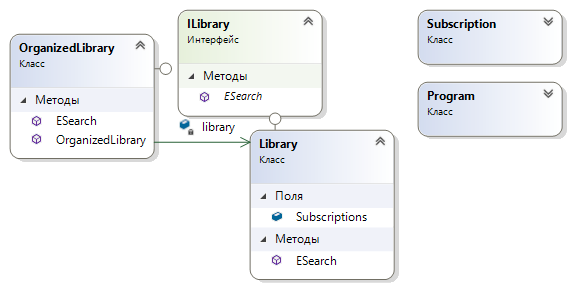 OrganizedLibrary
Класс
Методы
ESearch
OrganizedLibrary
ILibrary
Интерфейс
Методы
ESearch
library
Library
Класс
Поля
Subscriptions
Методы
ESearch
Subscription
Класс
Program
Класс